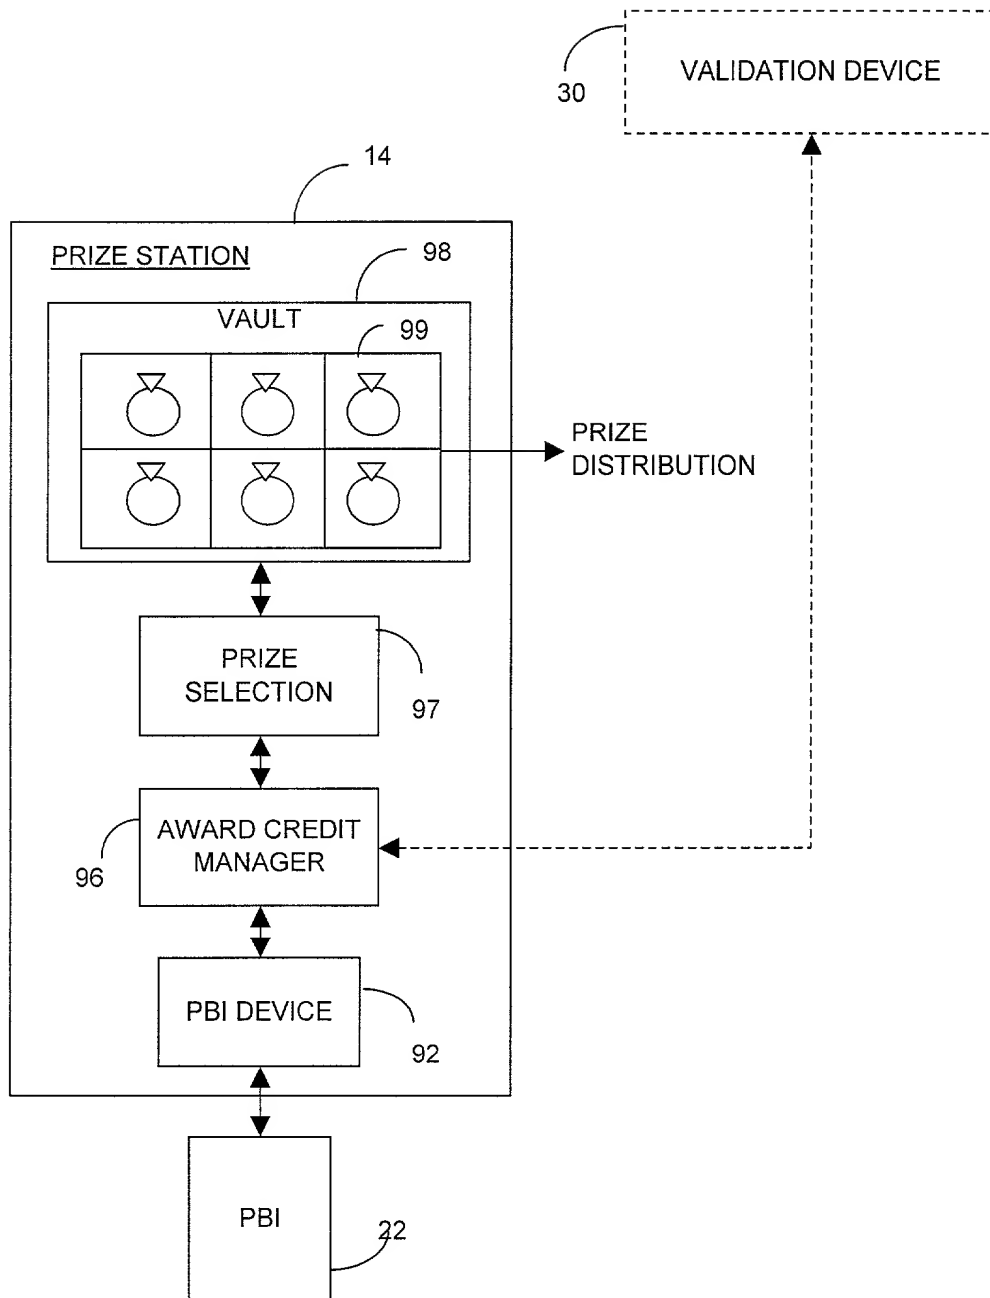 VALIDATION DEVICE
30
14
PRIZE STATION
98
VAULT
99
PRIZE
DISTRIBUTION
PRIZE
SELECTION
97
AWARD CREDIT
MANAGER
96
PBI DEVICE
92
PBI
22